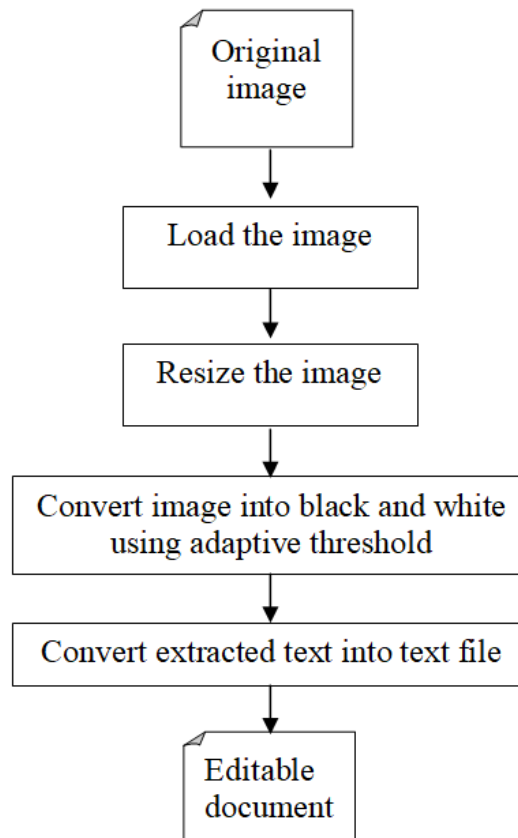 Original
image
Load the image
Resize the image
Convert image into black and white
using adaptive threshold
Convert extracted text into text file
Editable
document